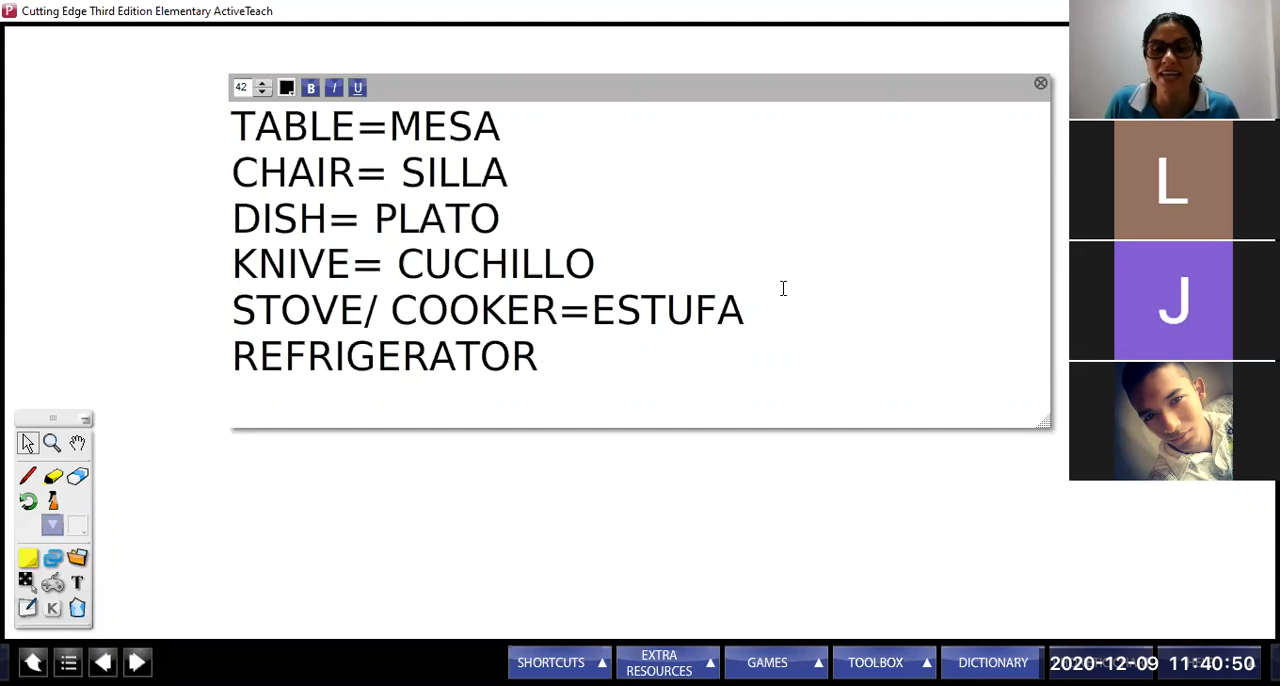 Cutting Edge Third Edition Elementary ActiveTeach
42
B I U
TABLE=MESA
CHAIR= SILLA
DISH= PLATO
KNIVE= CUCHILLO
STOVE/ COOKER=ESTUFA
REFRIGERATOR
L
J
T
K
SHORTCUTS
EXTRA
RESOURCES
GAMES
TOOLBOX
DICTIONARY
2020-12-09 11:40:50